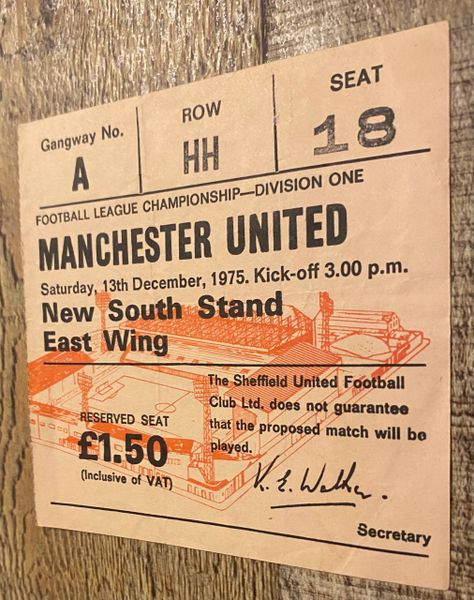 Gangway No.
A
ROW
HH
SEAT
18
FOOTBALL LEAGUE CHAMPIONSHIP—DIVISION ONE
MANCHESTER UNITED
Saturday, 13th December, 1975. Kick-off 3.00 p.m.
New South Stand
East Wing
RESERVED SEAT
£1.50
(Inclusive of VAT)
The Sheffield United Football
Club Ltd. does not guarantee
that the proposed match will be
played.
K. E. Walker.
Secretary